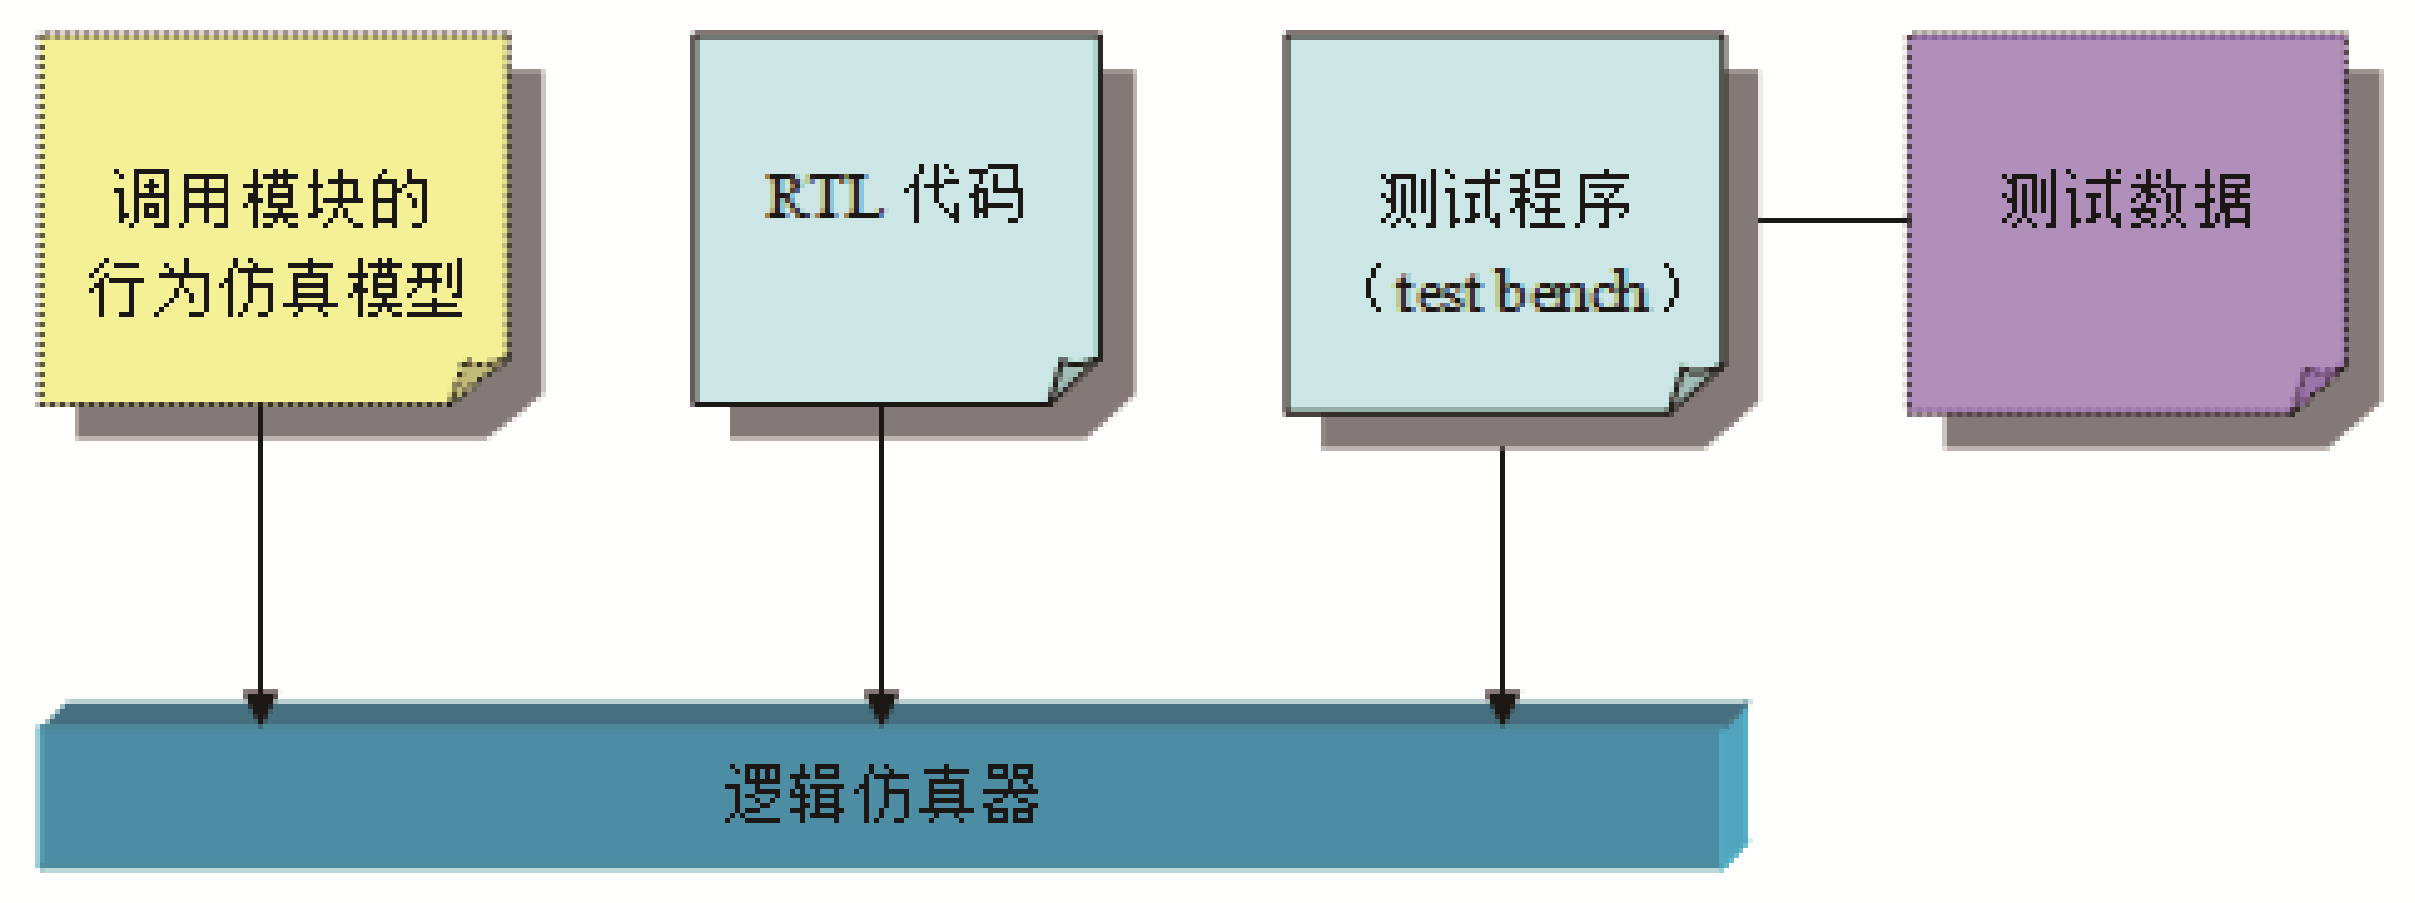 调用模块的
行为仿真模型
RTL 代码
测试程序
（test bench）
测试数据
逻辑仿真器